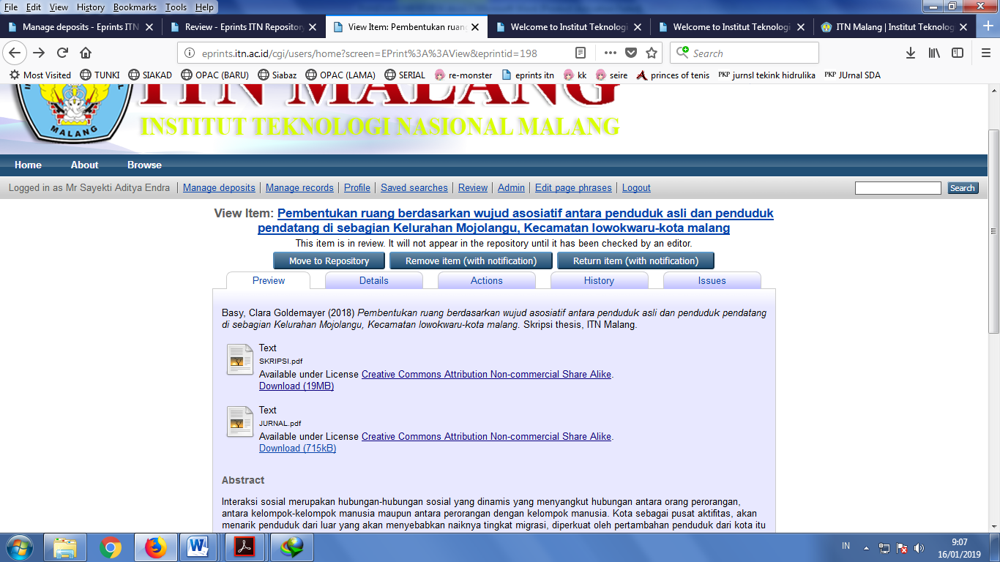 File Edit View History Bookmarks Tools Help
Manage deposits - Eprints ITN
Review - Eprints ITN Repository
View Item: Pembentukan ruang
Welcome to Institut Teknologi
Welcome to Institut Teknologi
ITN Malang | Institut Teknolog
eprints.itn.ac.id/cgi/users/home?screen=EPrint%3A%3AView&eprintid=198
Search
Most Visited TUNKI SIAKAD OPAC (BARU) Siabaz OPAC (LAMA) SERIAL re-monster eprints itn kk seire princes of tenis PKP jurnsl tekink hidrulika PKP JUrnal SDA
MALANG
ITN MALANG
INSTITUT TEKNOLOGI NASIONAL MALANG
Home About Browse
Logged in as Mr Sayekti Aditya Endra | Manage deposits | Manage records | Profile | Saved searches | Review | Admin | Edit page phrases | Logout
Search
View Item: Pembentukan ruang berdasarkan wujud asosiatif antara penduduk asli dan penduduk
pendatang di sebagian Kelurahan Mojolangu, Kecamatan lowokwaru-kota malang
This item is in review. It will not appear in the repository until it has been checked by an editor.
Move to Repository Remove item (with notification) Return item (with notification)
Preview Details Actions History Issues
Basy, Clara Goldemayer (2018) Pembentukan ruang berdasarkan wujud asosiatif antara penduduk asli dan penduduk pendatang
di sebagian Kelurahan Mojolangu, Kecamatan lowokwaru-kota malang. Skripsi thesis, ITN Malang.
Text
SKRIPSI.pdf
Available under License Creative Commons Attribution Non-commercial Share Alike.
Download (19MB)
Text
JURNAL.pdf
Available under License Creative Commons Attribution Non-commercial Share Alike.
Download (715kB)
Abstract
Interaksi sosial merupakan hubungan-hubungan sosial yang dinamis yang menyangkut hubungan antara orang perorangan,
antara kelompok-kelompok manusia maupun antara perorangan dengan kelompok manusia. Kota sebagai pusat aktifitas, akan
menarik penduduk dari luar yang akan menyebabkan naiknya tingkat migrasi, diperkuat oleh pertambahan penduduk dari kota itu
IN
9:07
16/01/2019